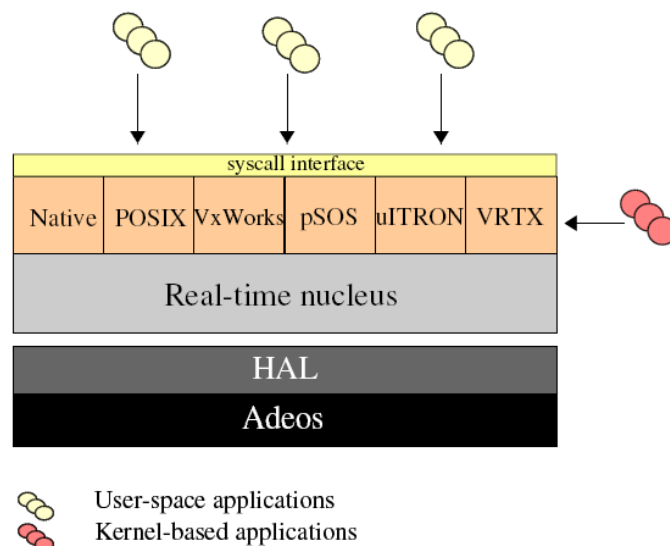 syscall interface
Native POSIX VxWorks pSOS uITRON VRTX
Real-time nucleus
HAL
Adeos
User-space applications
Kernel-based applications